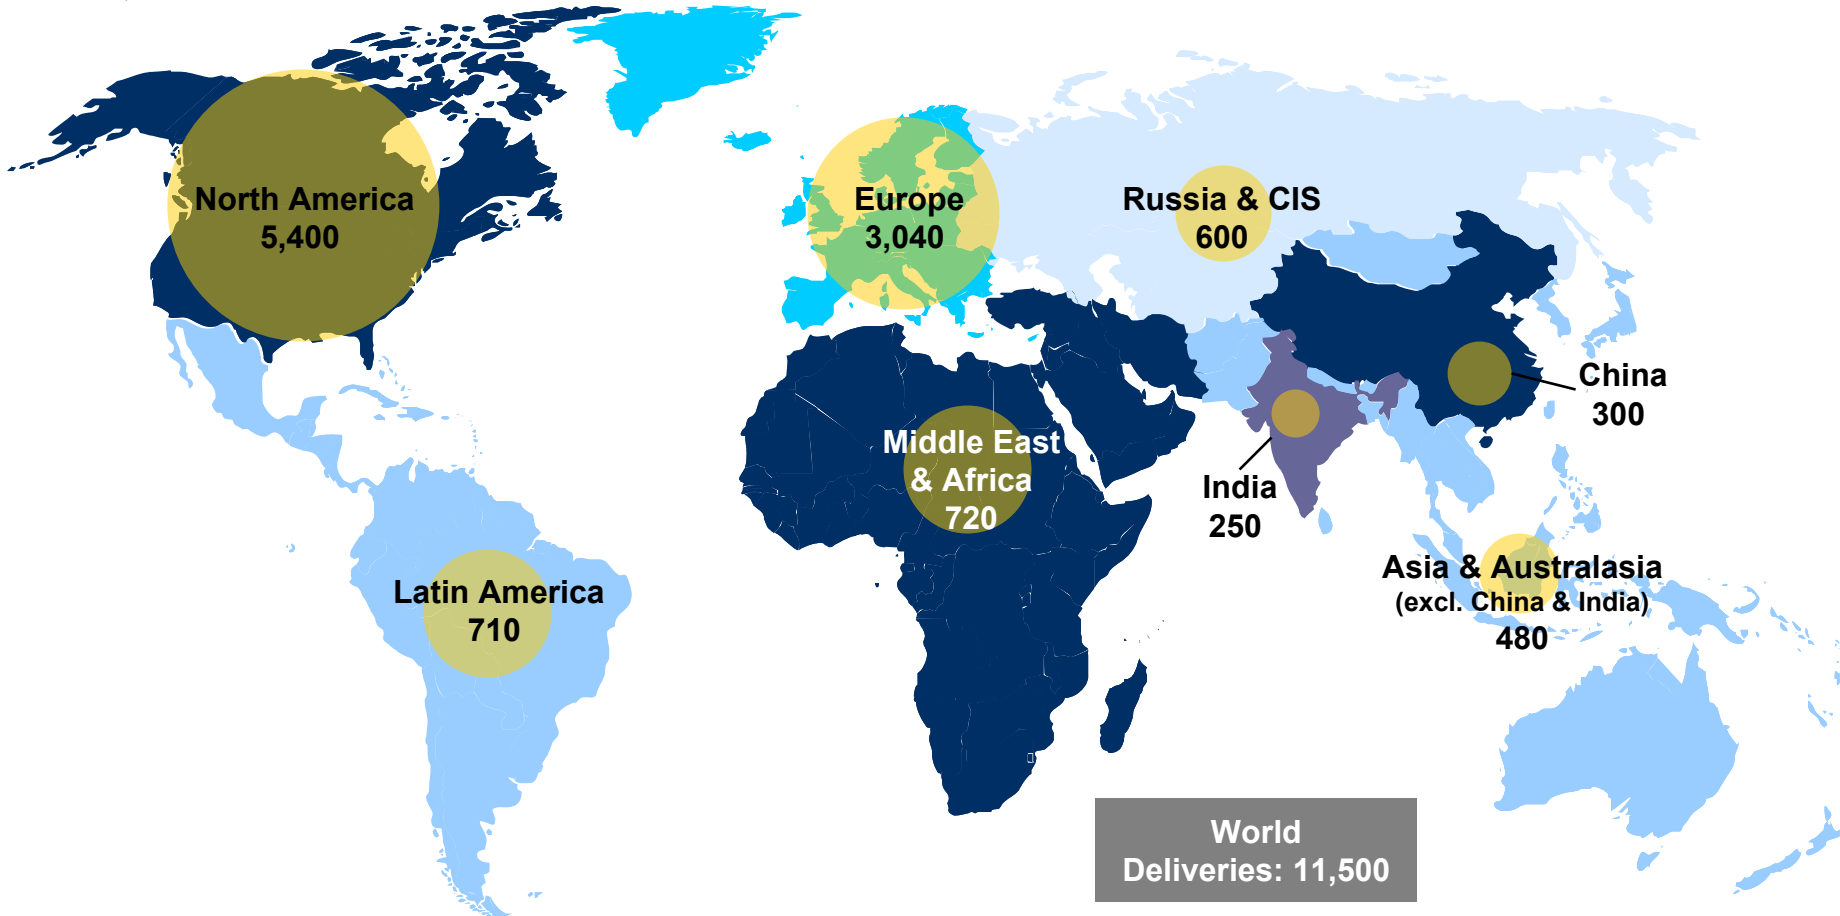 North America
5,400
Europe
3,040
Russia & CIS
600
China
300
Middle East
& Africa
720
India
250
Latin America
710
Asia & Australasia
(excl. China & India)
480
World
Deliveries: 11,500